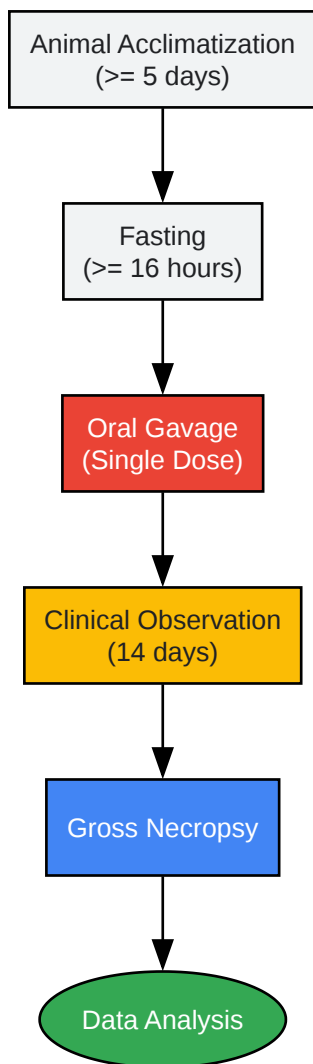 Animal Acclimatization
(>= 5 days)
Fasting
(>= 16 hours)
Oral Gavage
(Single Dose)
Clinical Observation
(14 days)
Gross Necropsy
Data Analysis